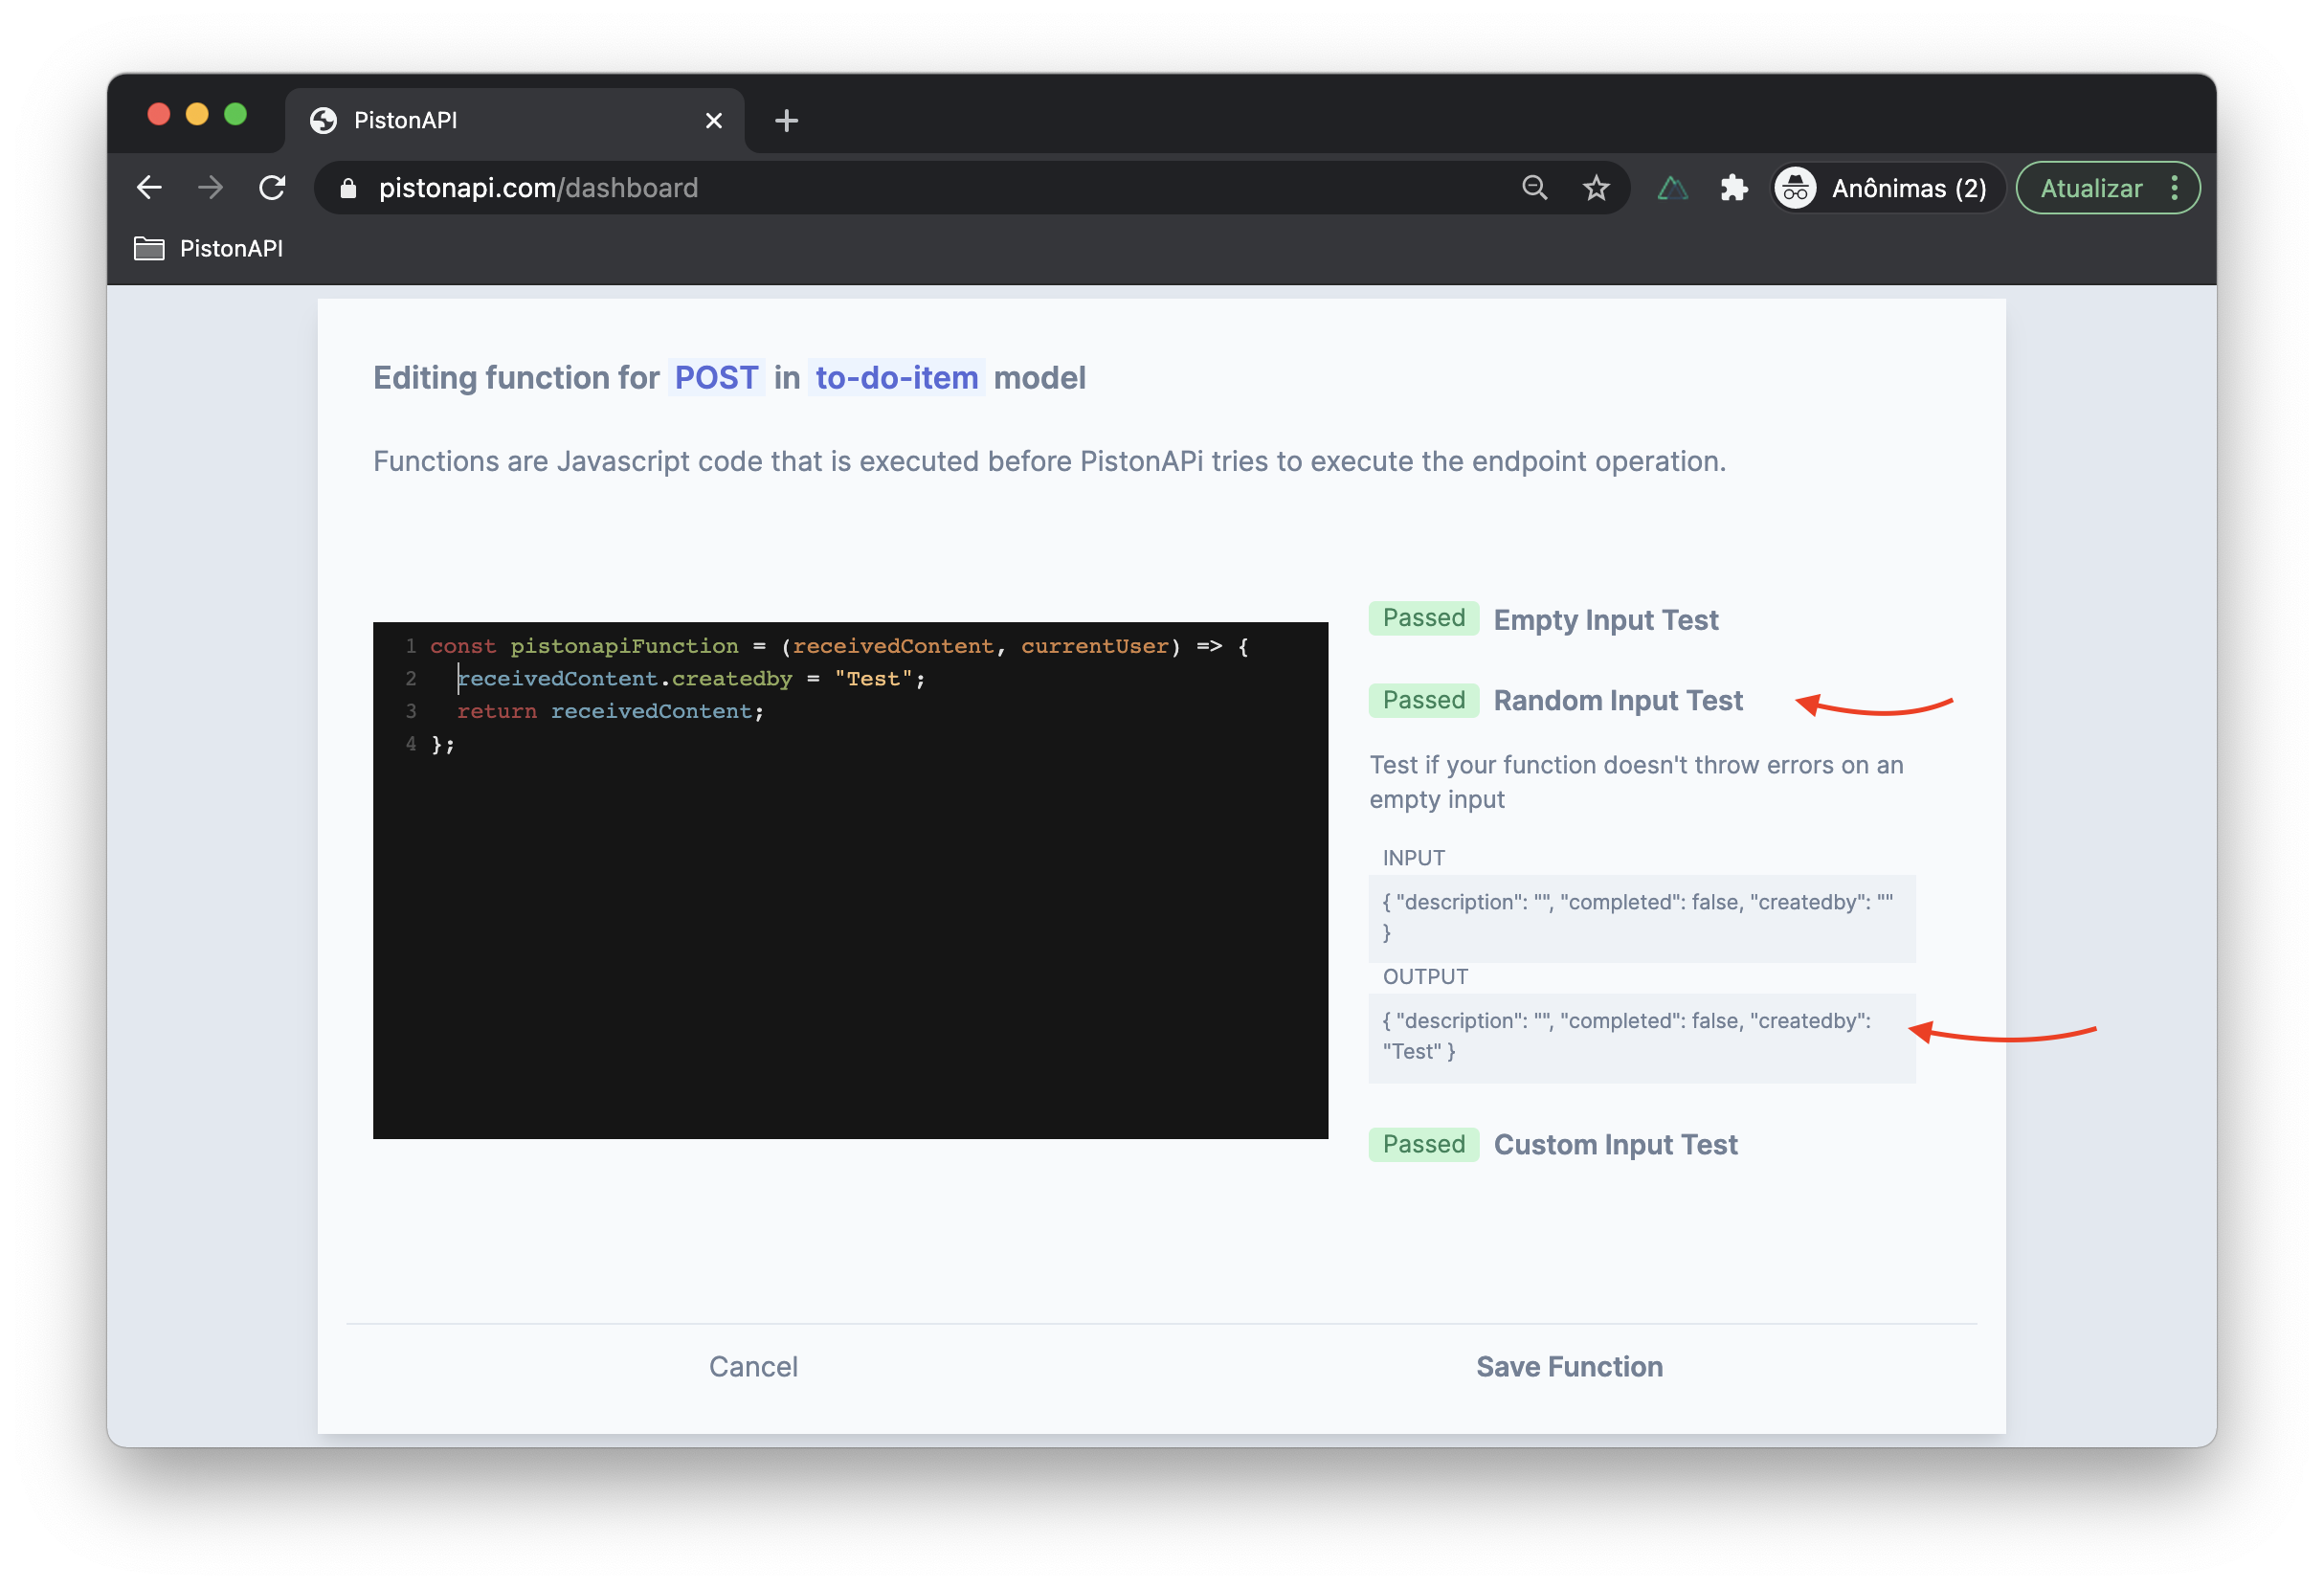 PistonAPI
pistonapi.com/dashboard
Anônimas (2)
Atualizar
PistonAPI
Editing function for POST in to-do-item model
Functions are Javascript code that is executed before PistonAPi tries to execute the endpoint operation.
1 const pistonapiFunction = (receivedContent, currentUser) => {
2 receivedContent.createdby = "Test";
3 return receivedContent;
4 };
Passed Empty Input Test
Passed Random Input Test
Test if your function doesn't throw errors on an
empty input
INPUT
{ "description": "", "completed": false, "createdby": ""
}
OUTPUT
{ "description": "", "completed": false, "createdby":
"Test" }
Passed Custom Input Test
Cancel
Save Function